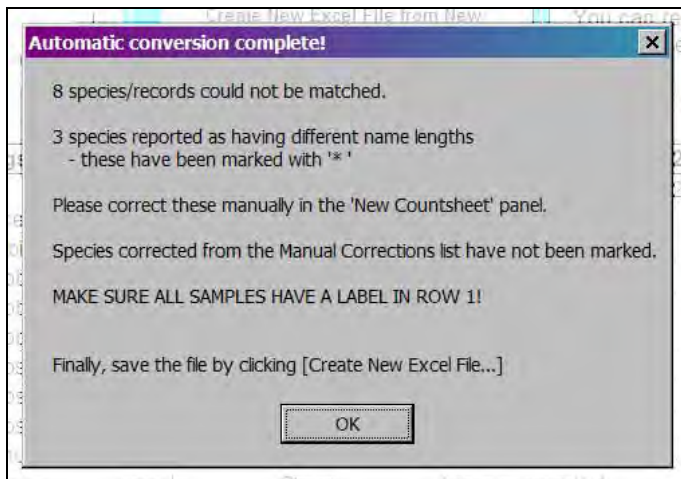 Create New Excel File from New
You can re
Automatic conversion complete!
8 species/records could not be matched.
3 species reported as having different name lengths
- these have been marked with '* '
Please correct these manually in the 'New Countsheet' panel.
Species corrected from the Manual Corrections list have not been marked.
MAKE SURE ALL SAMPLES HAVE A LABEL IN ROW 1!
Finally, save the file by clicking [Create New Excel File...]
OK